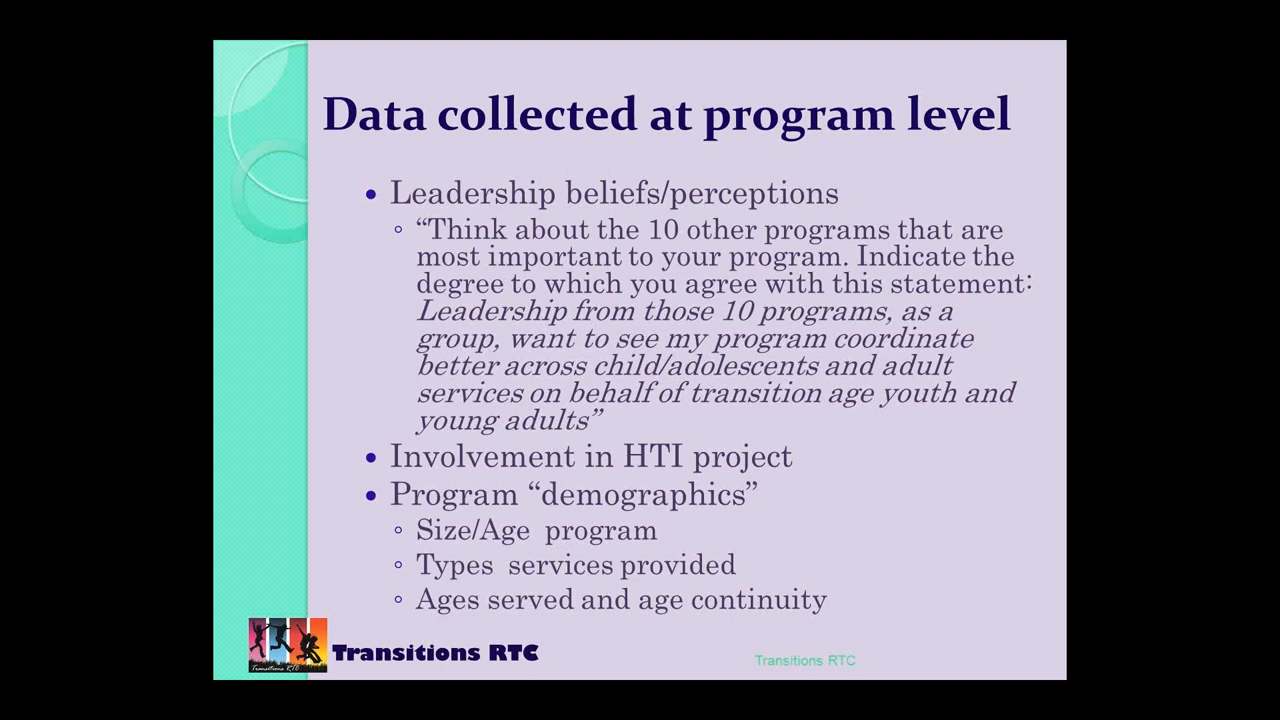 Data collected at program level
• Leadership beliefs/perceptions
◦ “Think about the 10 other programs that are
most important to your program. Indicate the
degree to which you agree with this statement:
Leadership from those 10 programs, as a
group, want to see my program coordinate
better across child/adolescents and adult
services on behalf of transition age youth and
young adults”
• Involvement in HTI project
• Program “demographics”
◦ Size/Age program
◦ Types services provided
◦ Ages served and age continuity
Transitions RTC
Transitions RTC
Transitions RTC